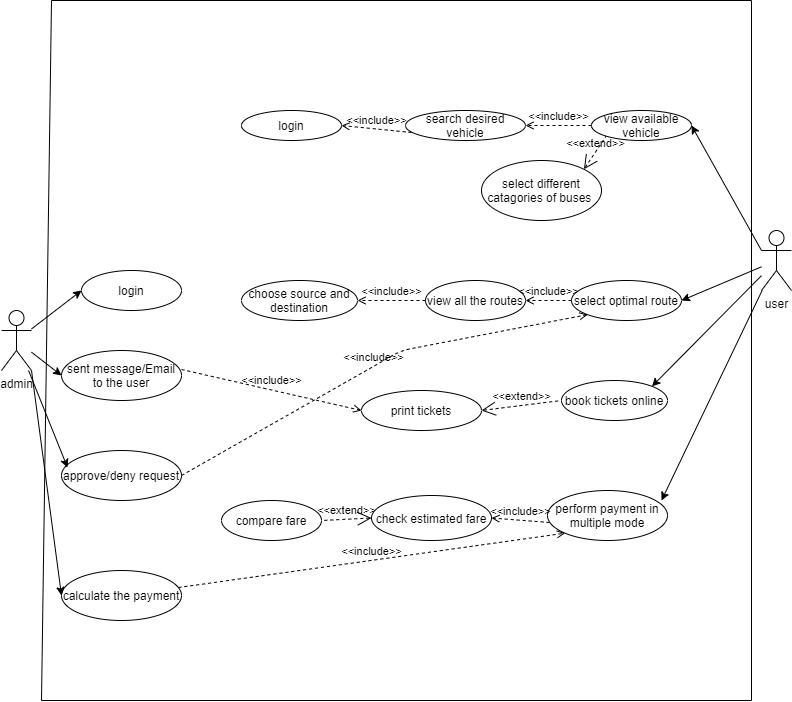 login
<<include>>
search desired
vehicle
<<include>>
view available
vehicle
<<extend>>
select different
catagories of buses
login
choose source and
destination
<<include>>
view all the routes
<<include>>
select optimal route
user
admin
sent message/Email
to the user
<<include>>
<<include>>
print tickets
<<extend>>
book tickets online
approve/deny request
compare fare
<<extend>>
check estimated fare
<<include>>
perform payment in
multiple mode
<<include>>
calculate the payment